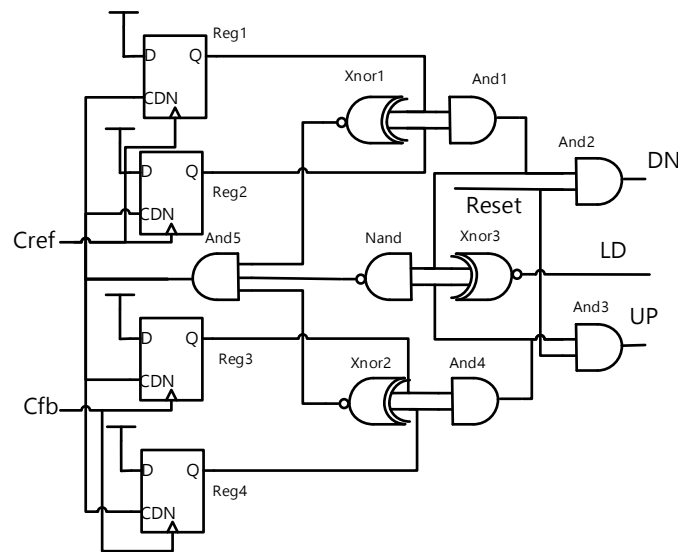 Reg1
D
Q
CDN
Xnor1
And1
And2
DN
D
Q
Reg2
CDN
Reset
Cref
And5
Nand
Xnor3
LD
And3
UP
D
Q
Reg3
Xnor2
And4
CDN
Cfb
D
Q
Reg4
CDN